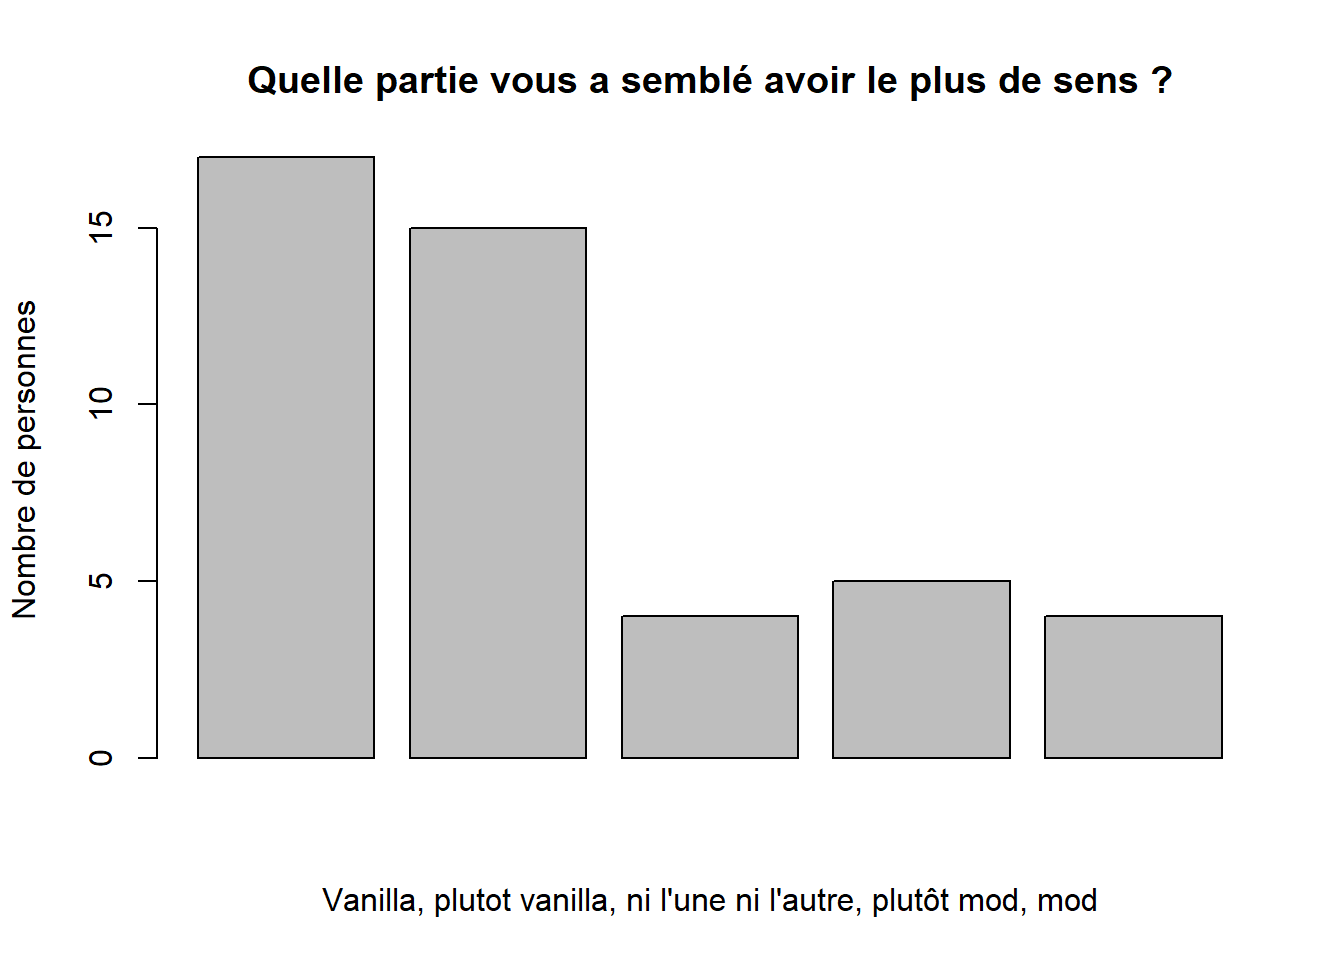 Quelle partie vous a semblé avoir le plus de sens ?
Nombre de personnes
15
10
5
0
Vanilla, plutot vanilla, ni l'une ni l'autre, plutôt mod, mod